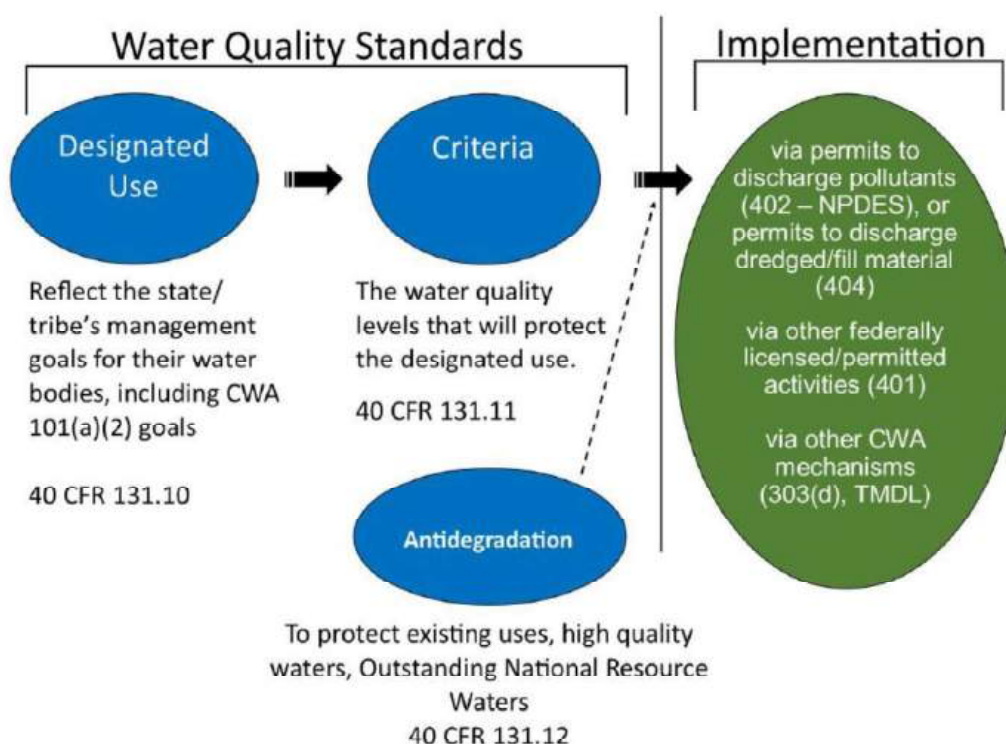 Water Quality Standards
Implementation
Designated
Use
Criteria
Reflect the state/
tribe's management
goals for their water
bodies, including CWA
101(a)(2) goals
40 CFR 131.10
The water quality
levels that will protect
the designated use.
40 CFR 131.11
Antidegradation
To protect existing uses, high quality
waters, Outstanding National Resource
Waters
40 CFR 131.12
via permits to
discharge pollutants
(402 – NPDES), or
permits to discharge
dredged/fill material
(404)
via other federally
licensed/permitted
activities (401)
via other CWA
mechanisms
(303(d), TMDL)